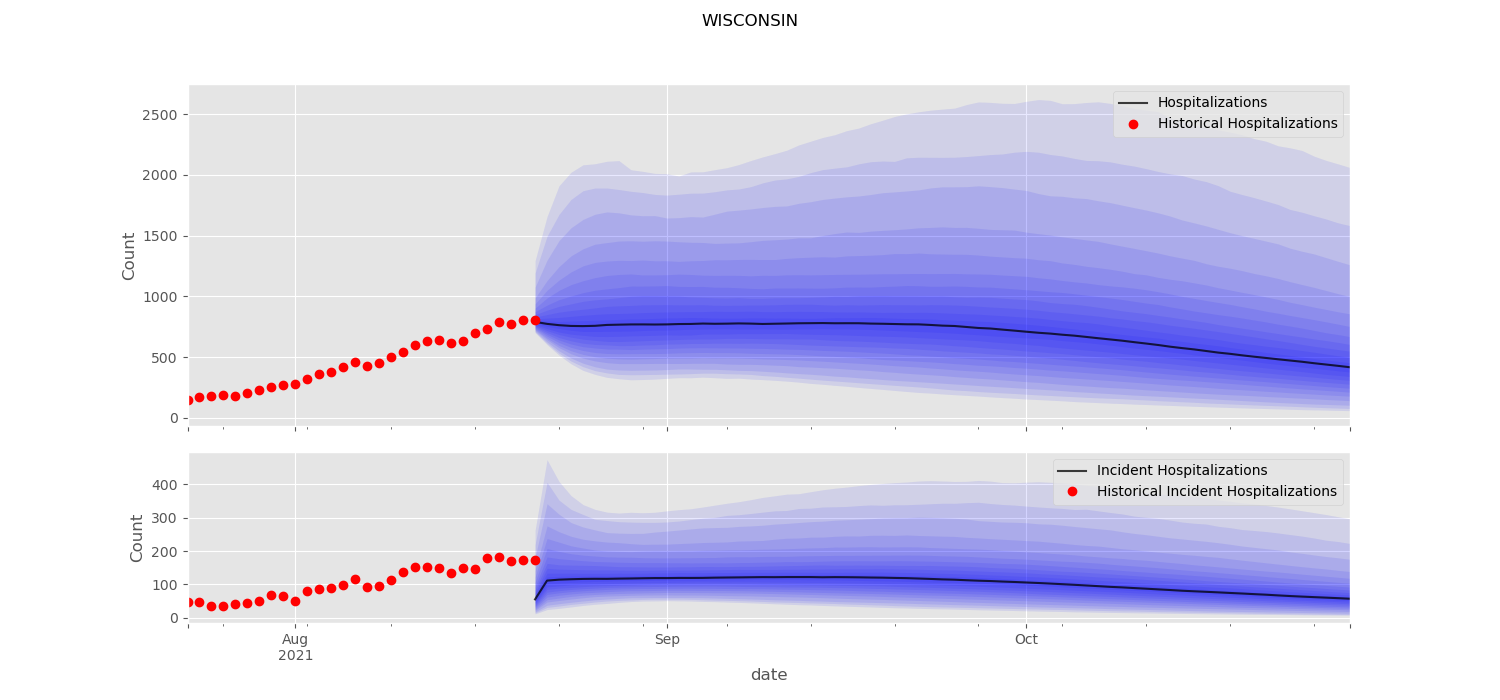 WISCONSIN
2500
2000
1500
1000
500
0
Count
Hospitalizations
Historical Hospitalizations
400
300
200
100
0
Count
Incident Hospitalizations
Historical Incident Hospitalizations
Aug
2021
Sep
Oct
date